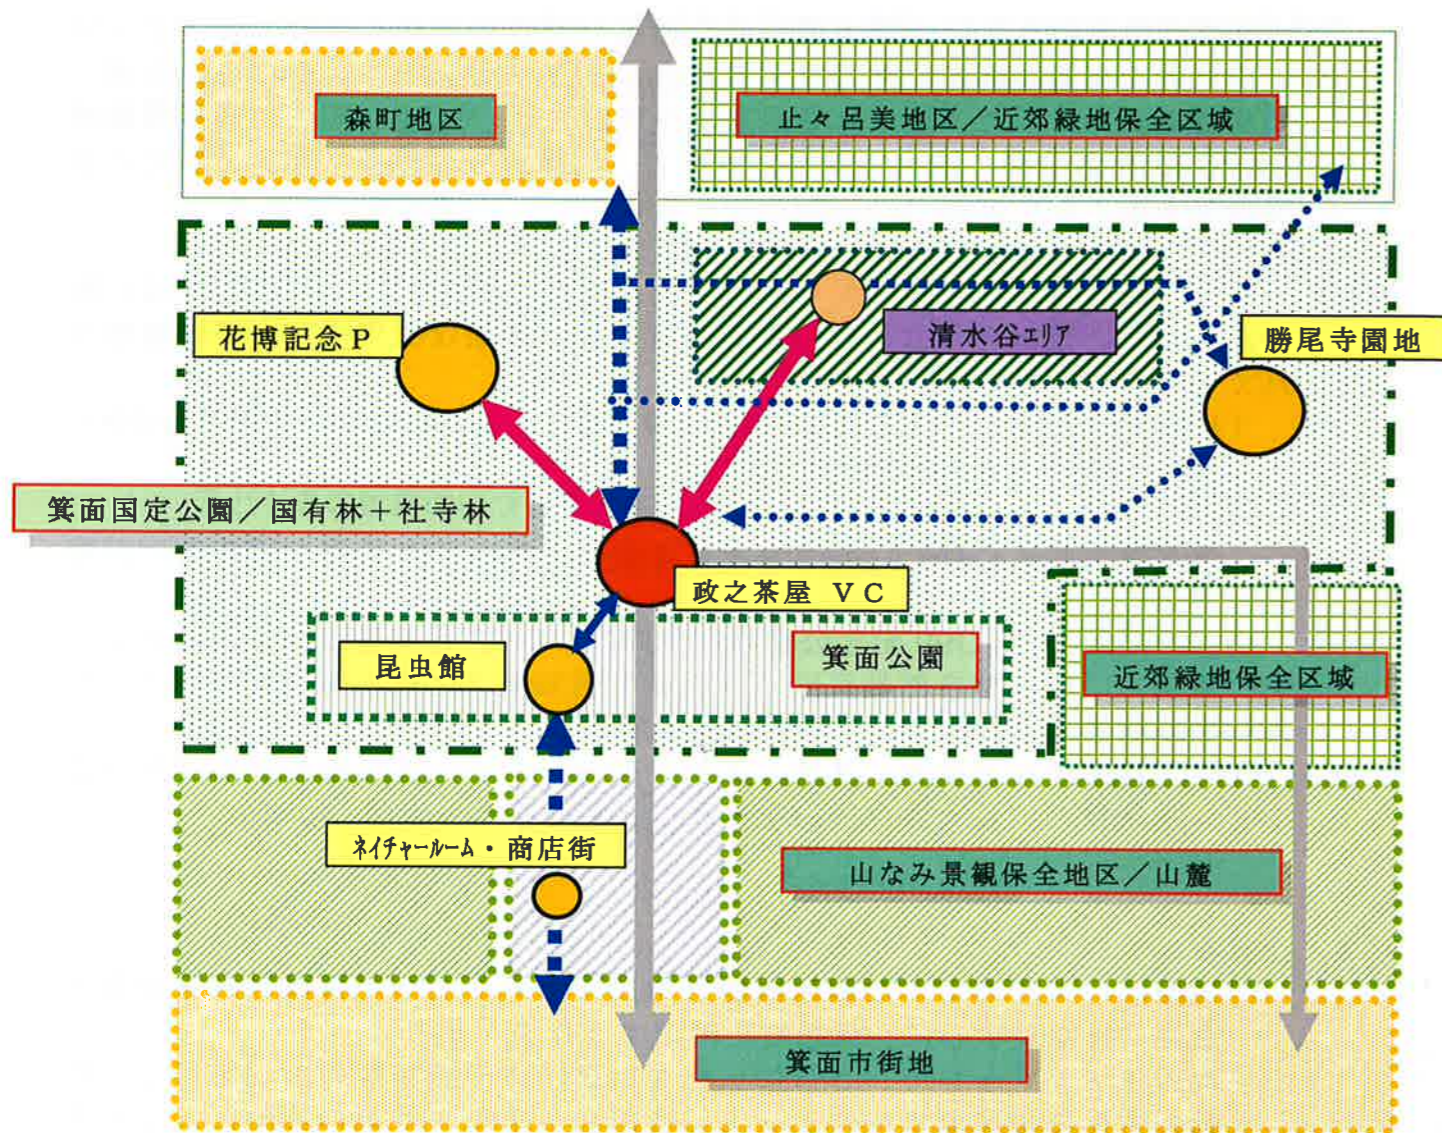 森町地区
止々呂美地区／近郊緑地保全区域
花博記念Ｐ
清水谷ｴﾘｱ
勝尾寺園地
箕面国定公園／国有林＋社寺林
政之茶屋 ＶＣ
昆虫館
箕面公園
近郊緑地保全区域
ﾈｲﾁｬｰﾙｰﾑ・商店街
山なみ景観保全地区／山麓
箕面市街地